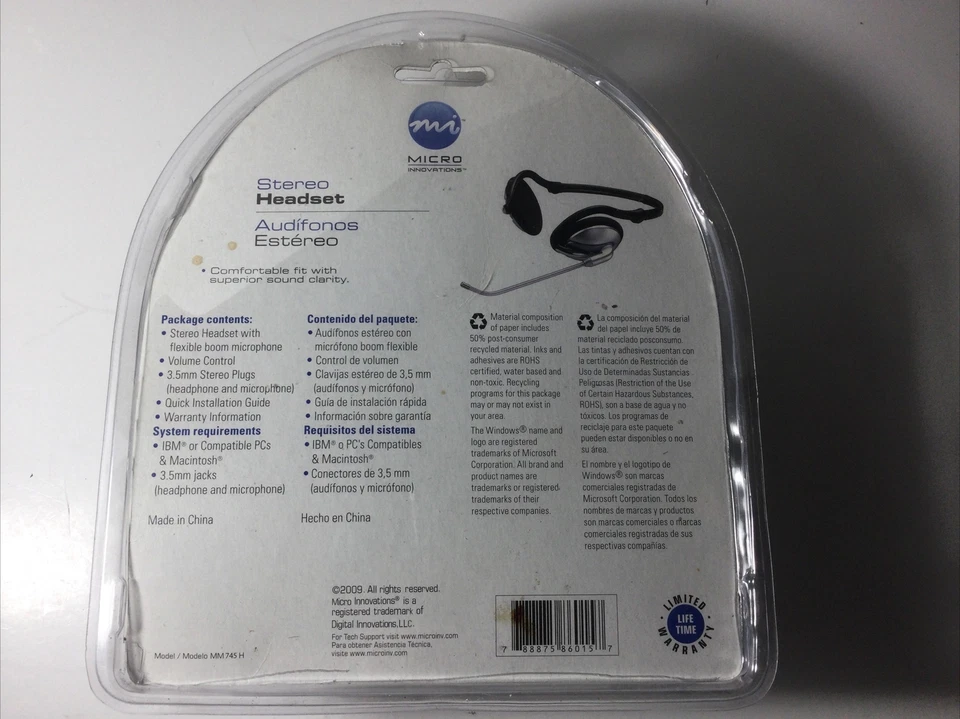 mi
MICRO
INNOVATIONS™
Stereo
Headset
Audífonos
Estéreo
• Comfortable fit with
superior sound clarity.
Package contents:
• Stereo Headset with
flexible boom microphone
• Volume Control
• 3.5mm Stereo Plugs
(headphone and microphone)
• Quick Installation Guide
• Warranty Information
System requirements
• IBM® or Compatible PCs
& Macintosh®
• 3.5mm jacks
(headphone and microphone)
Made in China
Contenido del paquete:
• Audífonos estéreo con
micrófono boom flexible
• Control de volumen
• Clavijas estéreo de 3,5 mm
(audífonos y micrófono)
• Guía de instalación rápida
• Información sobre garantía
Requisitos del sistema
• IBM® o PC's Compatibles
& Macintosh®
• Conectores de 3,5 mm
(audífonos y micrófono)
Hecho en China
Material composition
of paper includes
50% post-consumer
recycled material. Inks and
adhesives are ROHS
certified, water based and
non-toxic. Recycling
programs for this package
may or may not exist in
your area.
The Windows® name and
logo are registered
trademarks of Microsoft
Corporation. All brand and
product names are
trademarks or registered
trademarks of their
respective companies.
La composición del material
del papel incluye 50% de
material reciclado posconsumo.
Las tintas y adhesivos cuentan con
la certificación de Restricción de
Uso de Determinadas Sustancias
Peligrosas (Restriction of the Use
of Certain Hazardous Substances,
ROHS), son a base de agua y no
tóxicos. Los programas de
reciclaje para este paquete
pueden estar disponibles o no en
su área.
El nombre y el logotipo de
Windows® son marcas
comerciales registradas de
Microsoft Corporation. Todos los
nombres de marcas y productos
son marcas comerciales o marcas
comerciales registradas de sus
respectivas compañías.
©2009. All rights reserved.
Micro Innovations® is a
registered trademark of
Digital Innovations,LLC.
For Tech Support visit www.microinv.com
Para obtener Asistencia Técnica,
visite www.microinv.com
Model / Modelo MM745H
7 88875 86015 7
LIMITED
LIFE
TIME
WARRANTY